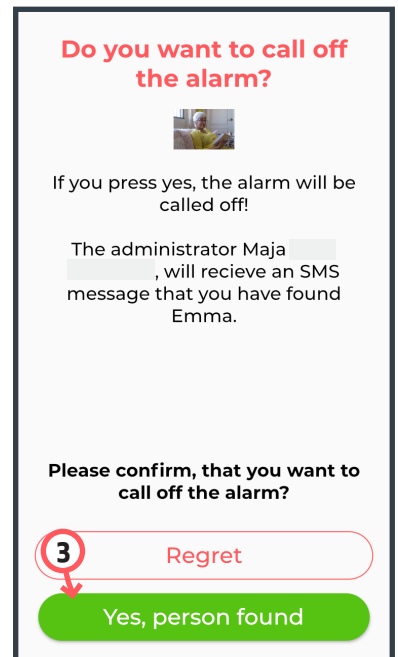 Do you want to call off
the alarm?
If you press yes, the alarm will be
called off!
The administrator Maja
, will recieve an SMS
message that you have found
Emma.
Please confirm, that you want to
call off the alarm?
3
Regret
Yes, person found